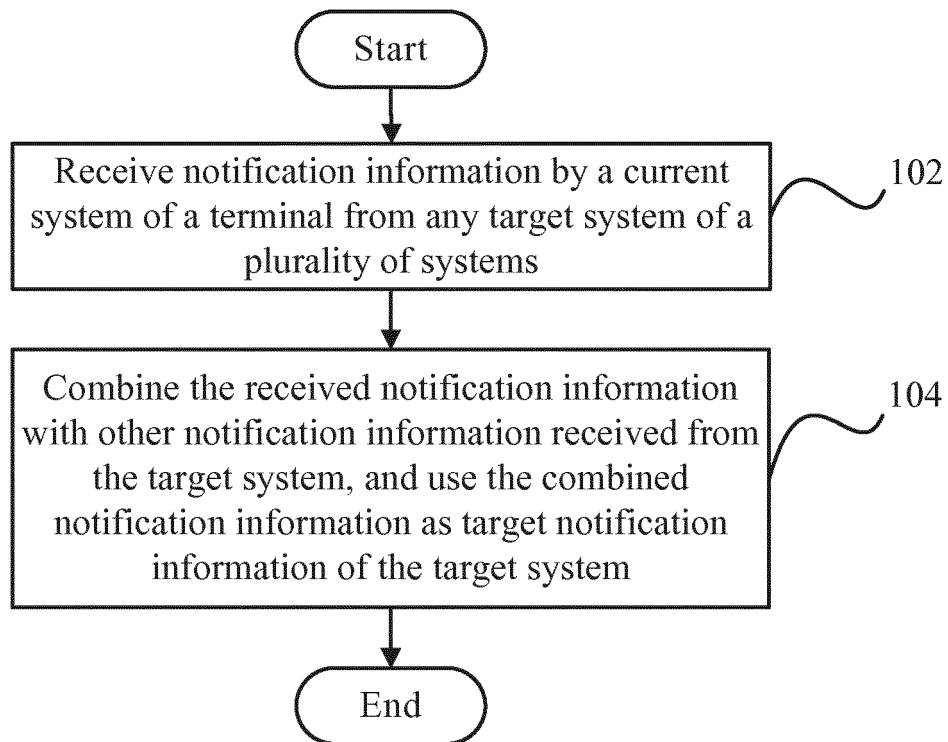 Start
Receive notification information by a current
system of a terminal from any target system of a
plurality of systems
102
Combine the received notification information
with other notification information received from
the target system, and use the combined
notification information as target notification
information of the target system
104
End